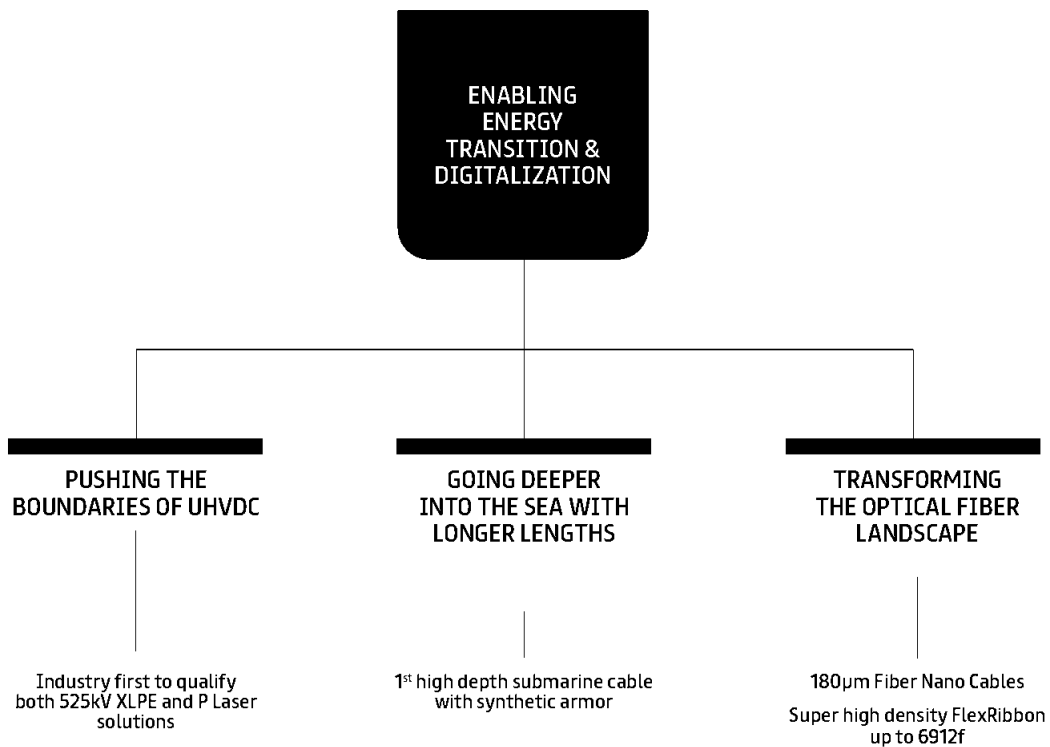 ENABLING
ENERGY
TRANSITION &
DIGITALIZATION
PUSHING THE
BOUNDARIES OF UHVDC
Industry first to qualify
both 525kV XLPE and P Laser
solutions
GOING DEEPER
INTO THE SEA WITH
LONGER LENGTHS
1st high depth submarine cable
with synthetic armor
TRANSFORMING
THE OPTICAL FIBER
LANDSCAPE
180µm Fiber Nano Cables
Super high density FlexRibbon
up to 6912f